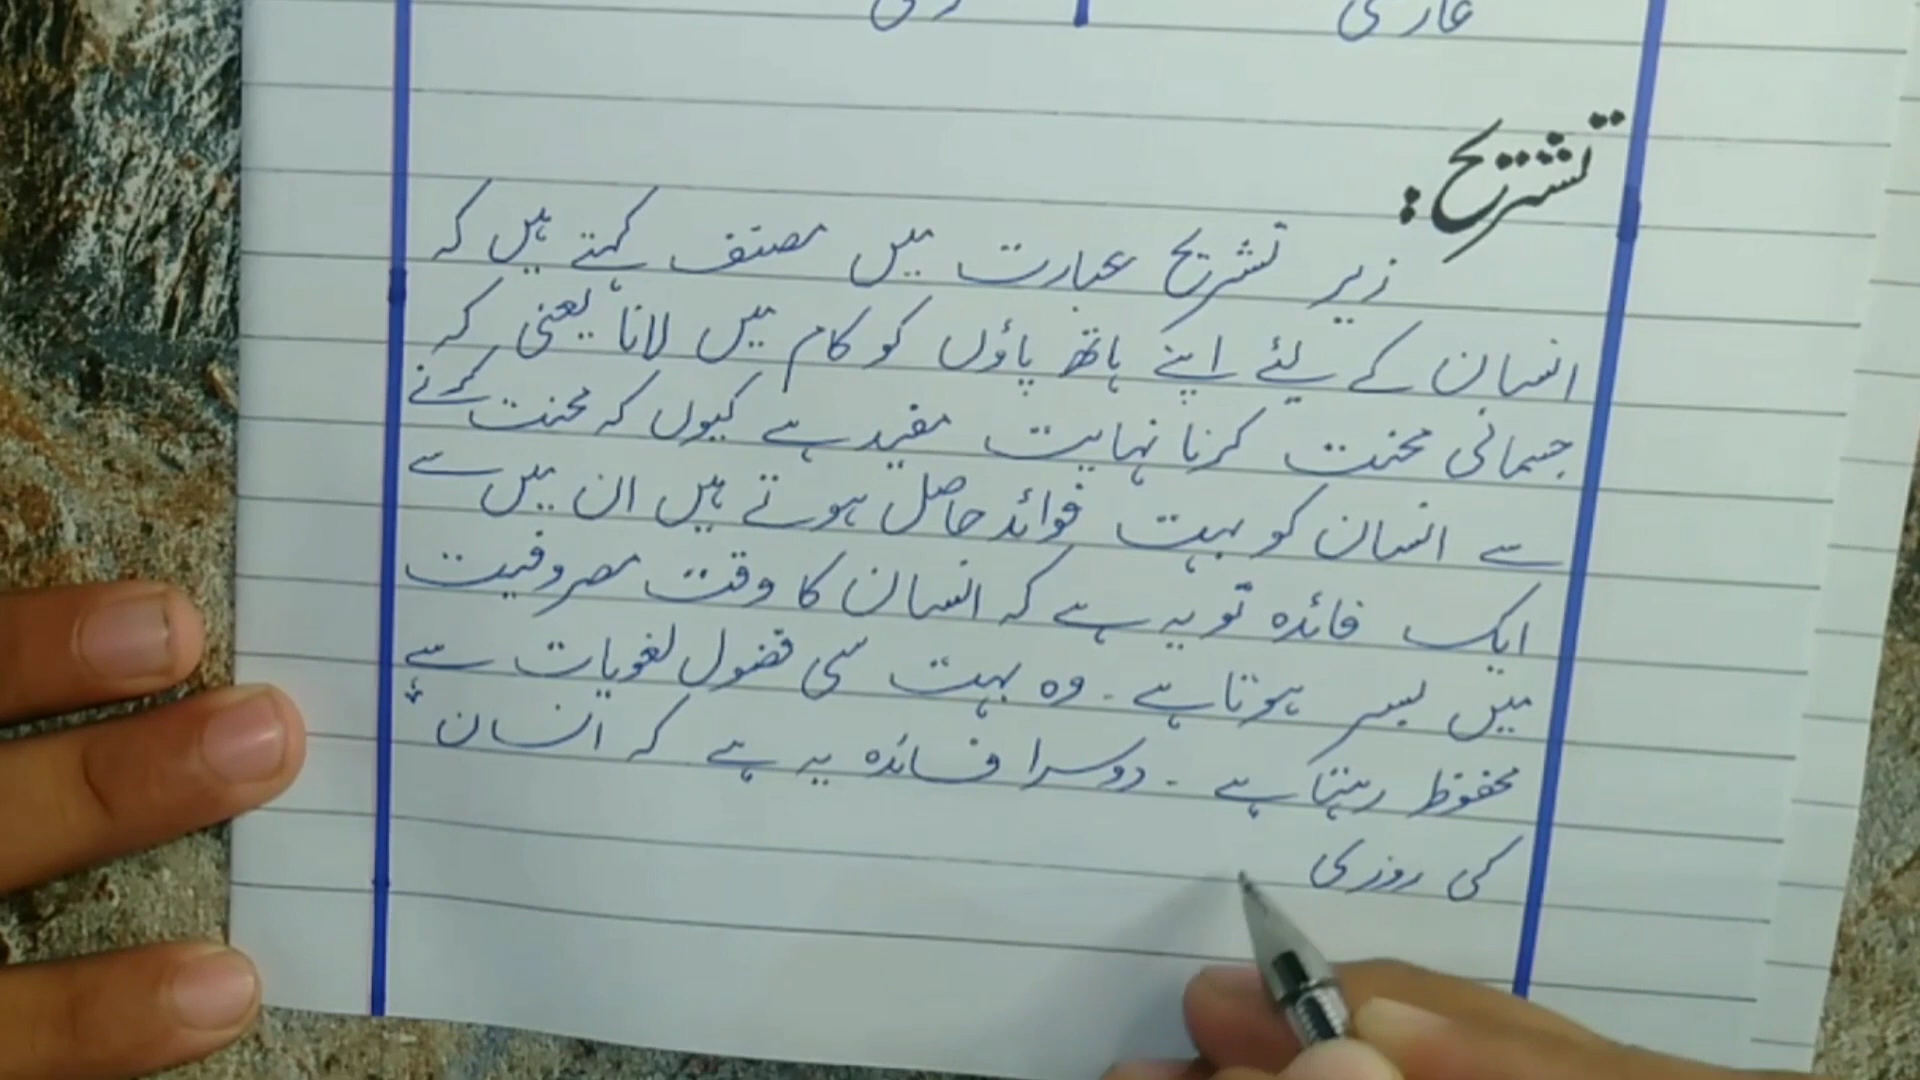 عارضی
تشریح:
زیر تشریح عبارت میں مصنف کہتے ہیں کہ
انسان کے لئے اپنے ہاتھ پاؤں کو کام میں لانا یعنی کہ
جسمانی محنت کرنا نہایت مفید ہے کیوں کہ محنت کرنے
سے انسان کو بہت فوائد حاصل ہوتے ہیں ان میں سے
ایک فائدہ تو یہ ہے کہ انسان کا وقت مصروفیت
میں بسر ہوتا ہے۔ وہ بہت سی فضول لغویات سے
محفوظ رہتا ہے۔ دوسرا فائدہ یہ ہے کہ انسان
کی روزی